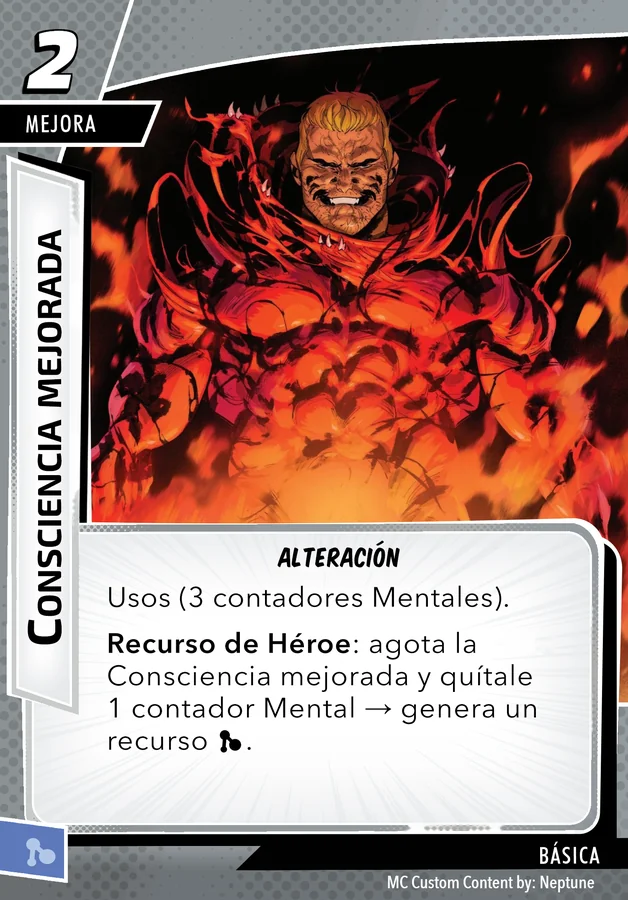 2
MEJORA
CONSCIENCIA MEJORADA
ALTERACIÓN
Usos (3 contadores Mentales).
Recurso de Héroe: agota la
Consciencia mejorada y quítale
1 contador Mental → genera un
recurso .
BÁSICA
MC Custom Content by: Neptune